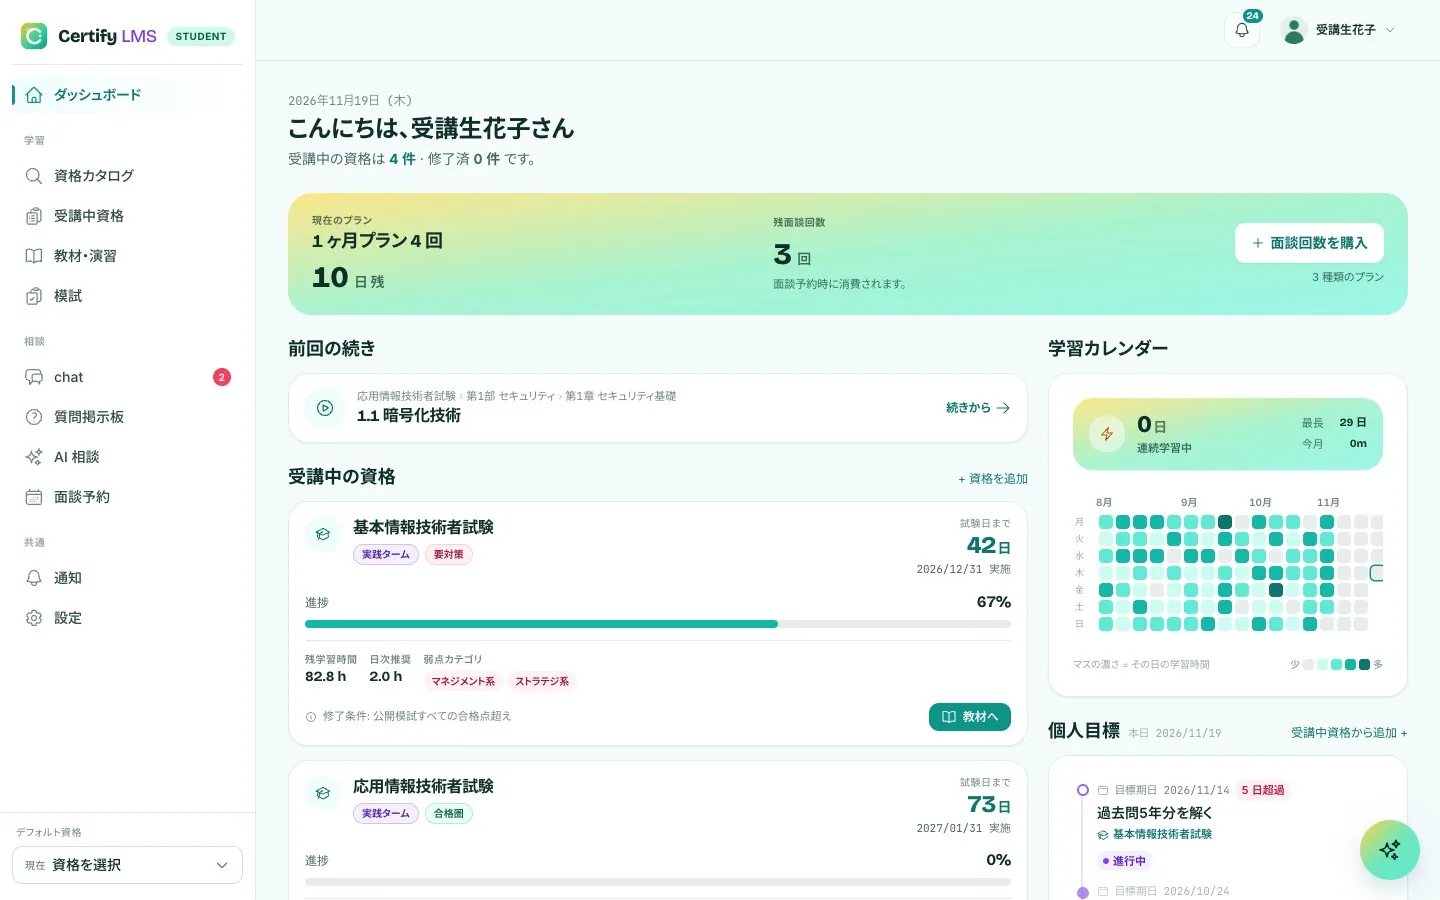 Certify LMS STUDENT
ダッシュボード
学習
資格カタログ
受講中資格
教材・演習
模試
相談
chat 2
質問掲示板
AI 相談
面談予約
共通
通知
設定
デフォルト資格
現在 資格を選択
24
受講生花子
2026年11月19日 (木)
こんにちは、受講生花子さん
受講中の資格は 4 件 · 修了済 0 件 です。
現在のプラン
1ヶ月プラン4回
10 日 残
残面談回数
3 回
面談予約時に消費されます。
+ 面談回数を購入
3 種類のプラン
前回の続き
応用情報技術者試験 › 第1部 セキュリティ › 第1章 セキュリティ基礎
1.1 暗号化技術
続きから →
受講中の資格
+ 資格を追加
基本情報技術者試験
実践ターム 要対策
試験日まで
42日
2026/12/31 実施
進捗 67%
残学習時間 日次推奨 弱点カテゴリ
82.8 h 2.0 h マネジメント系 ストラテジ系
修了条件: 公開模試すべての合格点超え
教材へ
応用情報技術者試験
実践ターム 合格圏
試験日まで
73日
2027/01/31 実施
進捗 0%
学習カレンダー
0日
連続学習中
最長 29 日
今月 0m
8月 9月 10月 11月
月
火
水
木
金
土
日
マスの濃さ = その日の学習時間
少 多
個人目標 本日 2026/11/19
受講中資格から追加 +
目標期日 2026/11/14 5 日超過
過去問5年分を解く
基本情報技術者試験
進行中
目標期日 2026/10/24